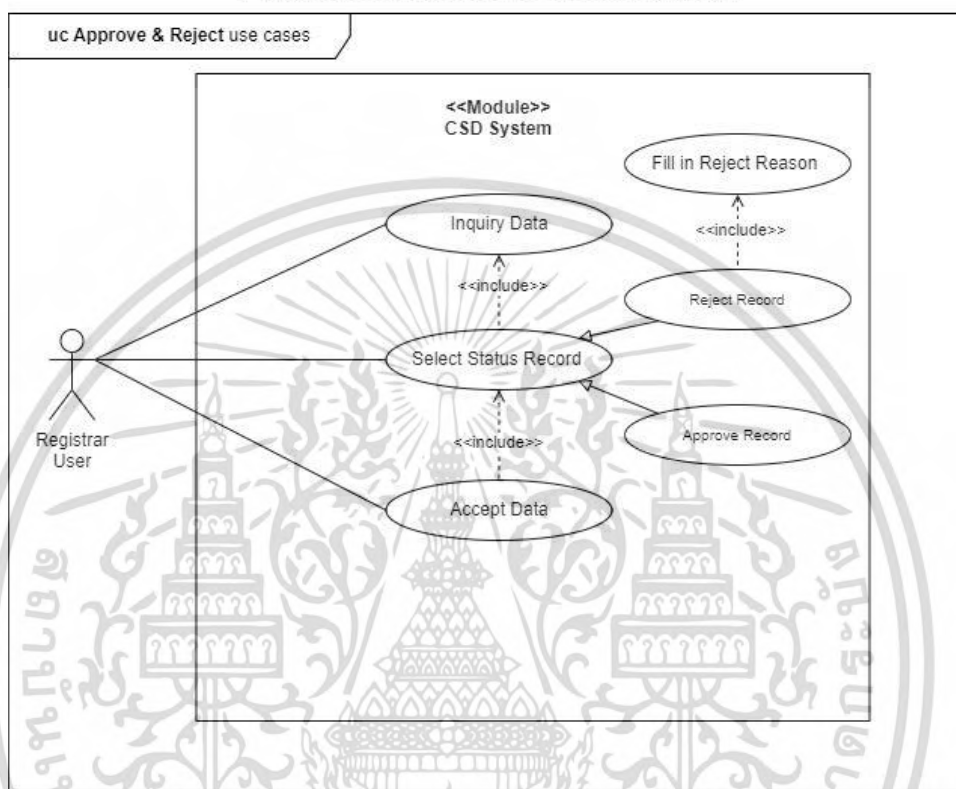 uc Approve & Reject use cases
<<Module>>
CSD System
Fill in Reject Reason
Inquiry Data
<<include>>
<<include>>
Reject Record
Select Status Record
Registrar
User
<<include>>
Approve Record
Accept Data